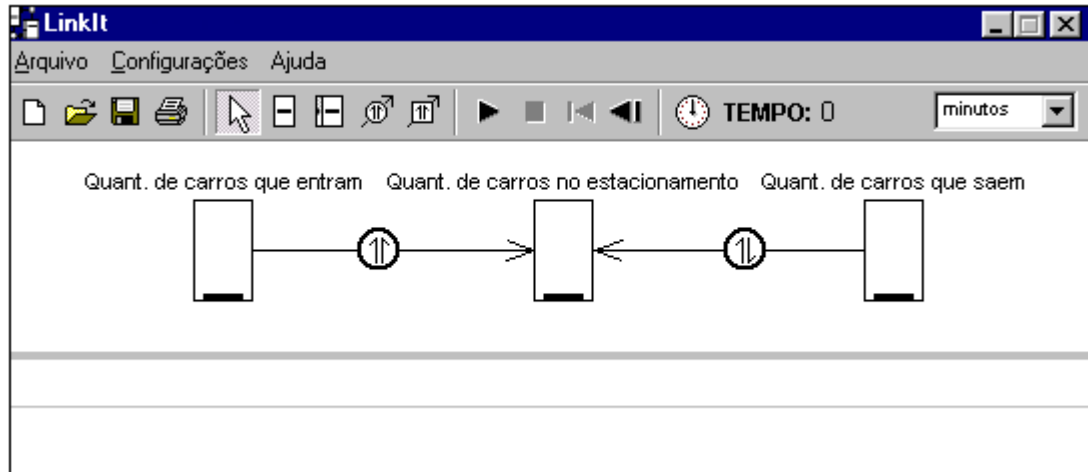 LinkIt
Arquivo Configurações Ajuda
TEMPO: 0 minutos
Quant. de carros que entram Quant. de carros no estacionamento Quant. de carros que saem